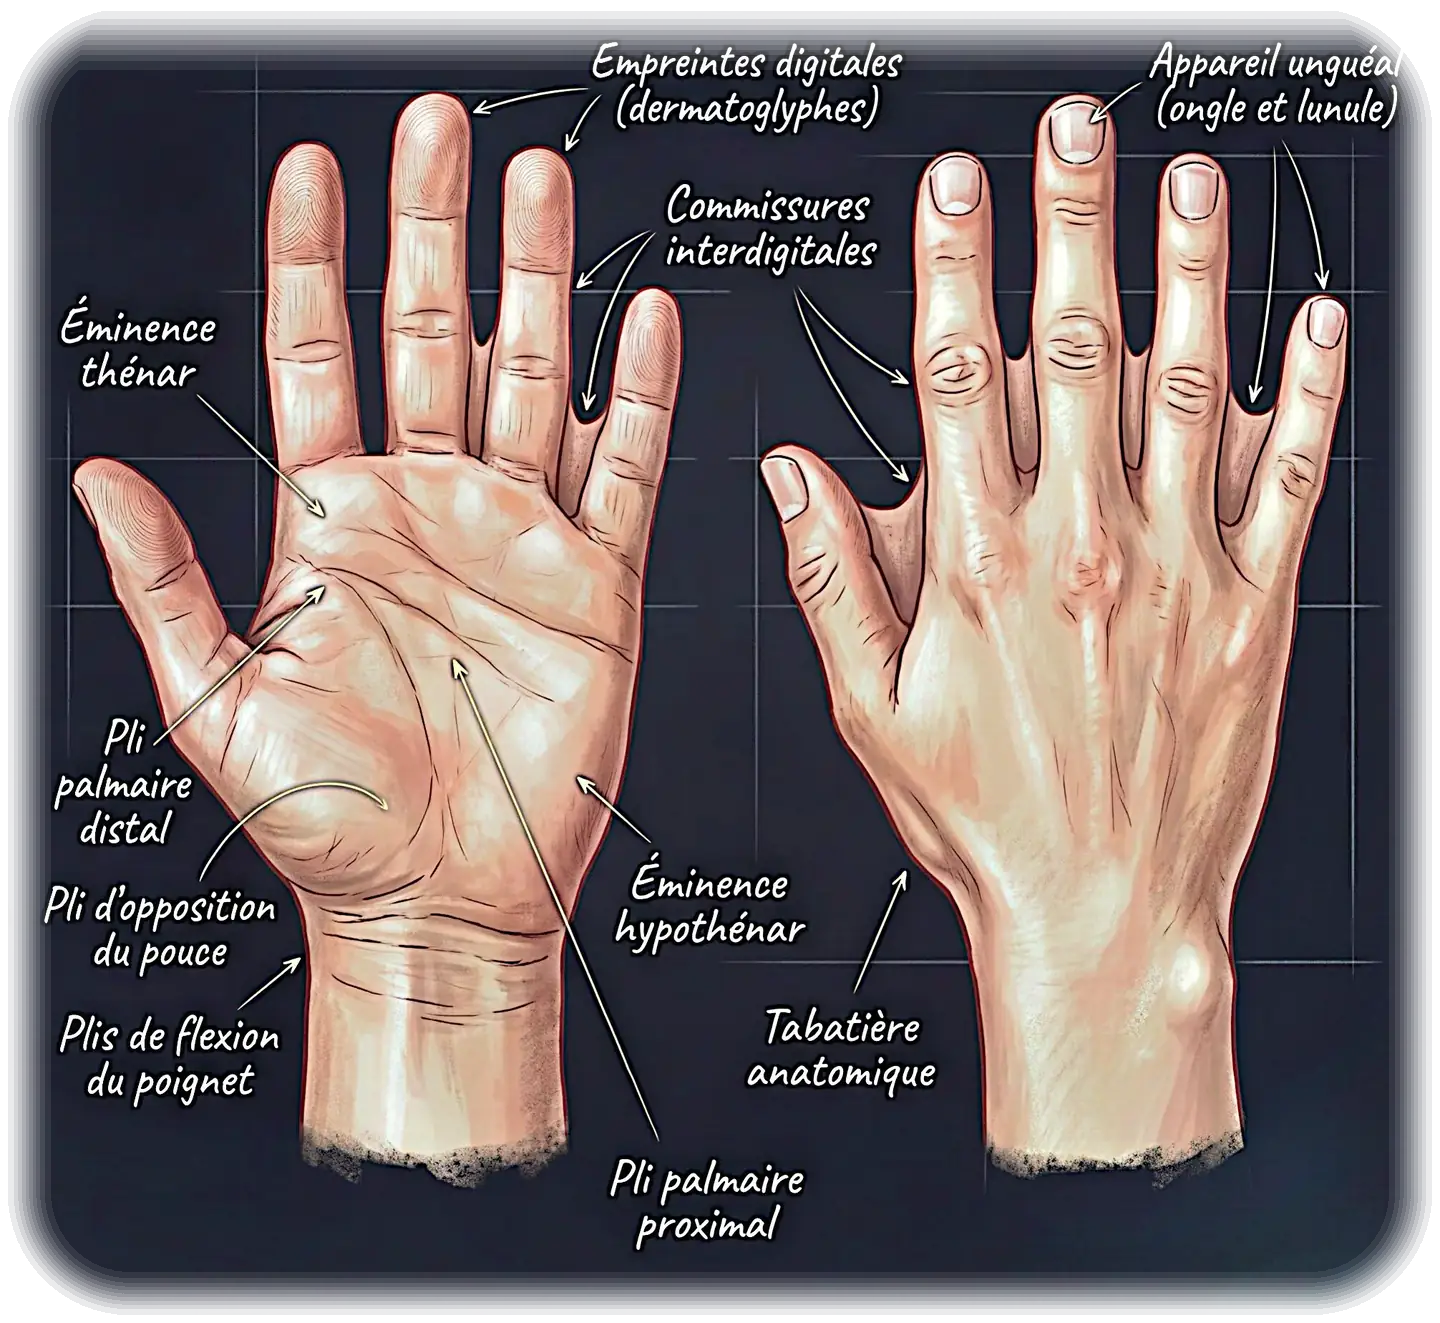 Empreintes digitales
(dermatoglyphes)
Appareil unguéal
(ongle et lunule)
Commissures
interdigitales
Éminence
thénar
Pli
palmaire
distal
Pli d'opposition
du pouce
Éminence
hypothénar
Plis de flexion
du poignet
Tabatière
anatomique
Pli palmaire
proximal